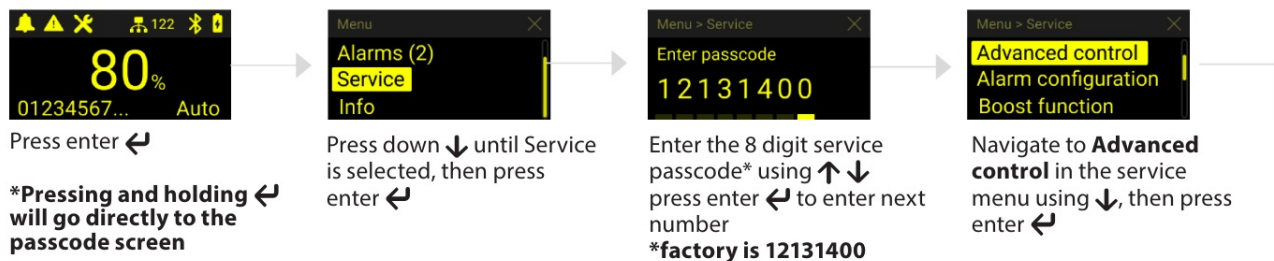 122
80%
01234567... Auto
Press enter ↵
*Pressing and holding ↵
will go directly to the
passcode screen
Menu
Alarms (2)
Service
Info
Press down ↓ until Service
is selected, then press
enter ↵
Menu > Service
Enter passcode
12131400
Enter the 8 digit service
passcode* using ↑ ↓
press enter ↵ to enter next
number
*factory is 12131400
Menu > Service
Advanced control
Alarm configuration
Boost function
Navigate to Advanced
control in the service
menu using ↓, then press
enter ↵